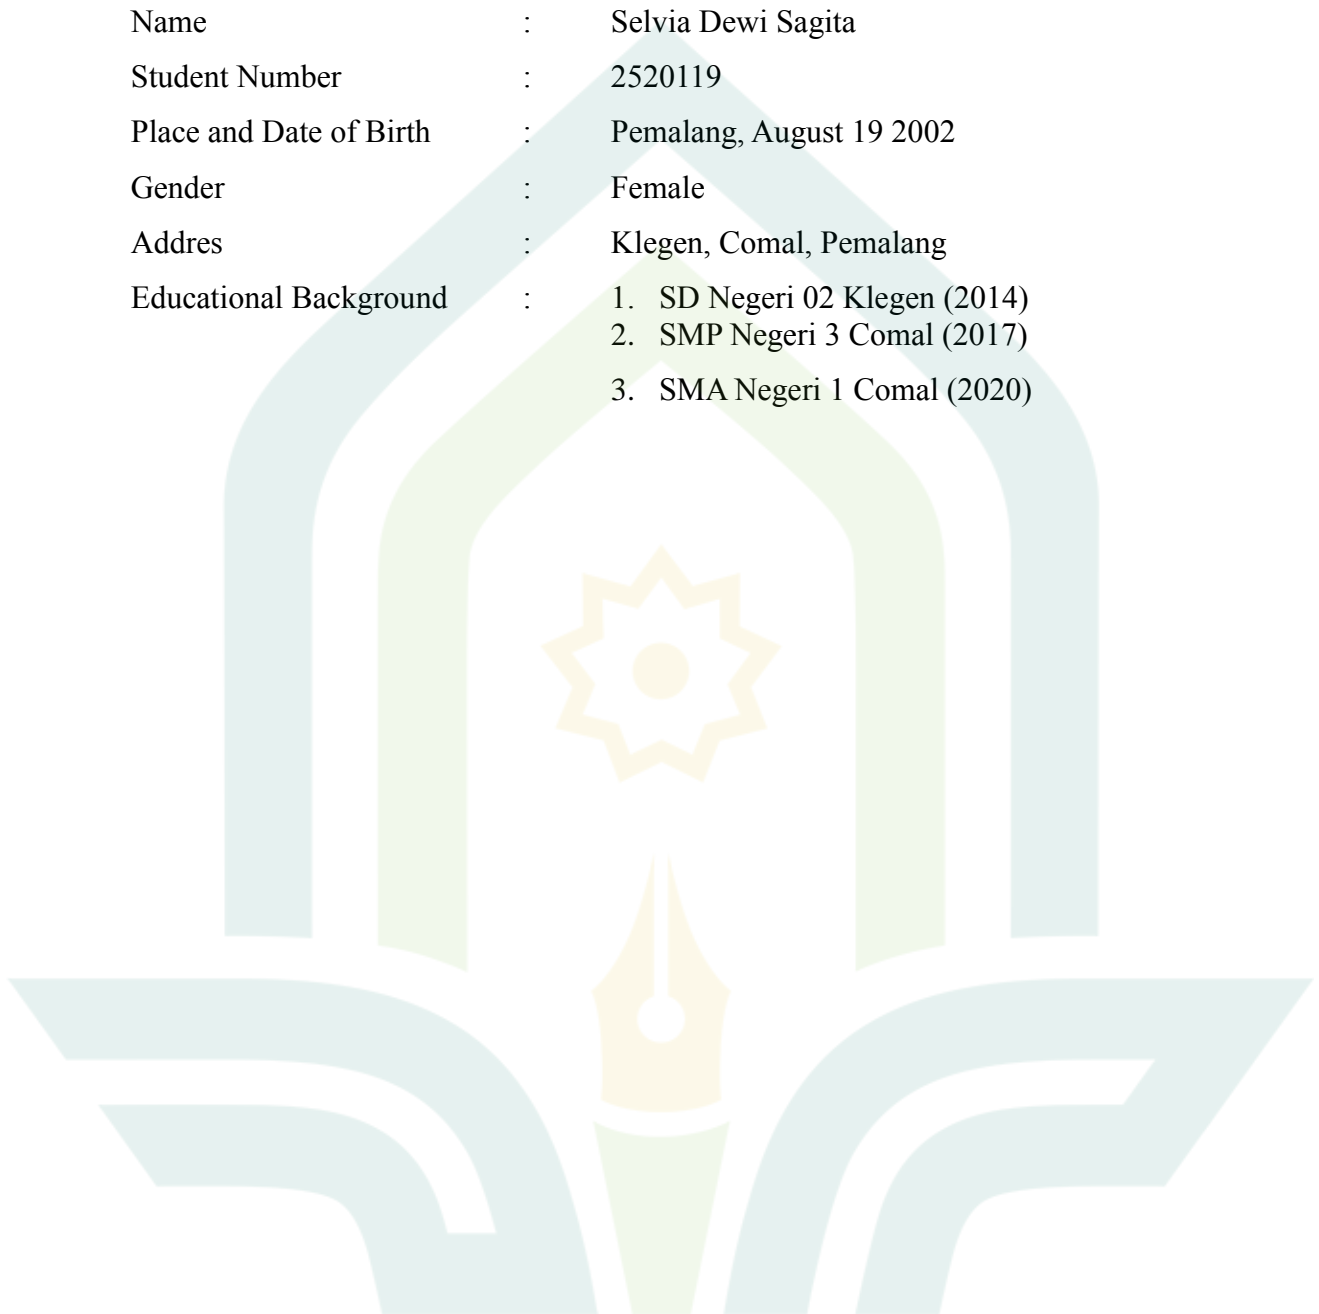 Name : Selvia Dewi Sagita
Student Number : 2520119
Place and Date of Birth : Pemalang, August 19 2002
Gender : Female
Addres : Klegen, Comal, Pemalang
Educational Background : 1. SD Negeri 02 Klegen (2014)
2. SMP Negeri 3 Comal (2017)
3. SMA Negeri 1 Comal (2020)